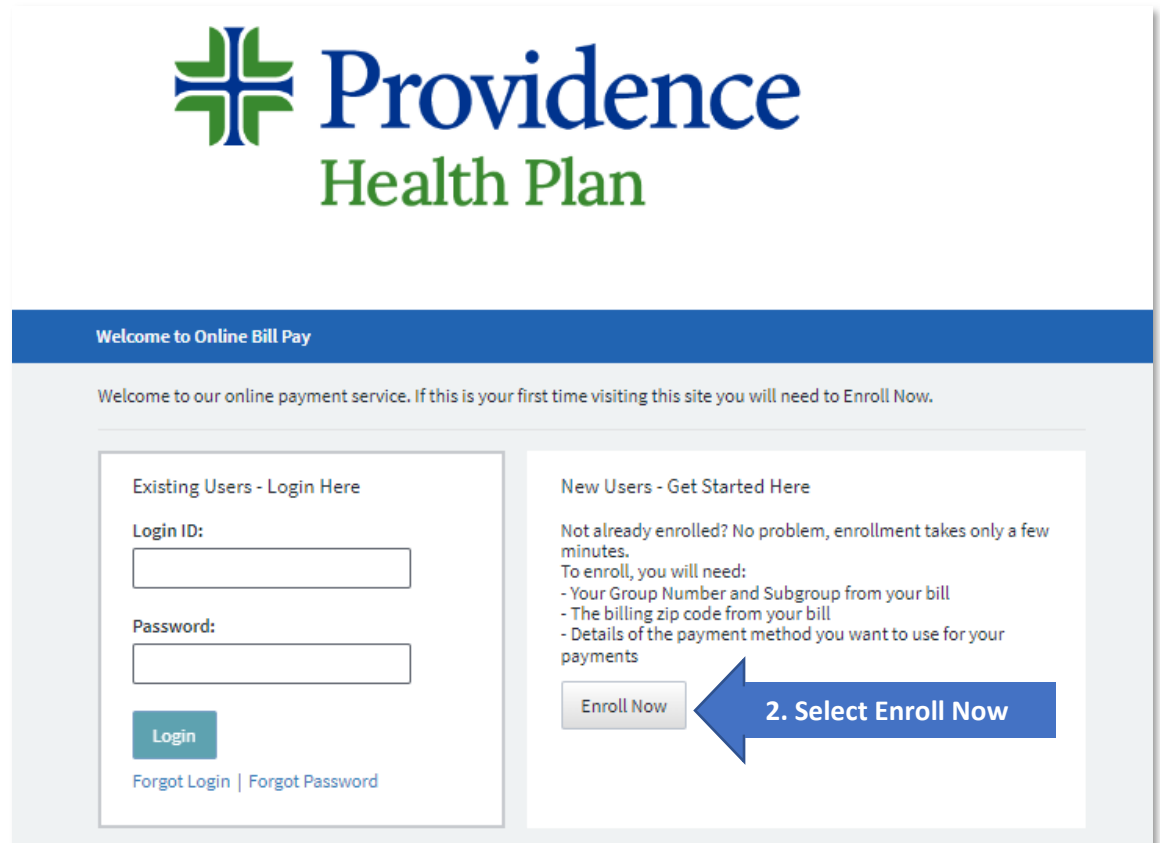 Providence
Health Plan
Welcome to Online Bill Pay
Welcome to our online payment service. If this is your first time visiting this site you will need to Enroll Now.
Existing Users - Login Here
Login ID:
Password:
Login
Forgot Login | Forgot Password
New Users - Get Started Here
Not already enrolled? No problem, enrollment takes only a few
minutes.
To enroll, you will need:
- Your Group Number and Subgroup from your bill
- The billing zip code from your bill
- Details of the payment method you want to use for your
payments
Enroll Now
2. Select Enroll Now